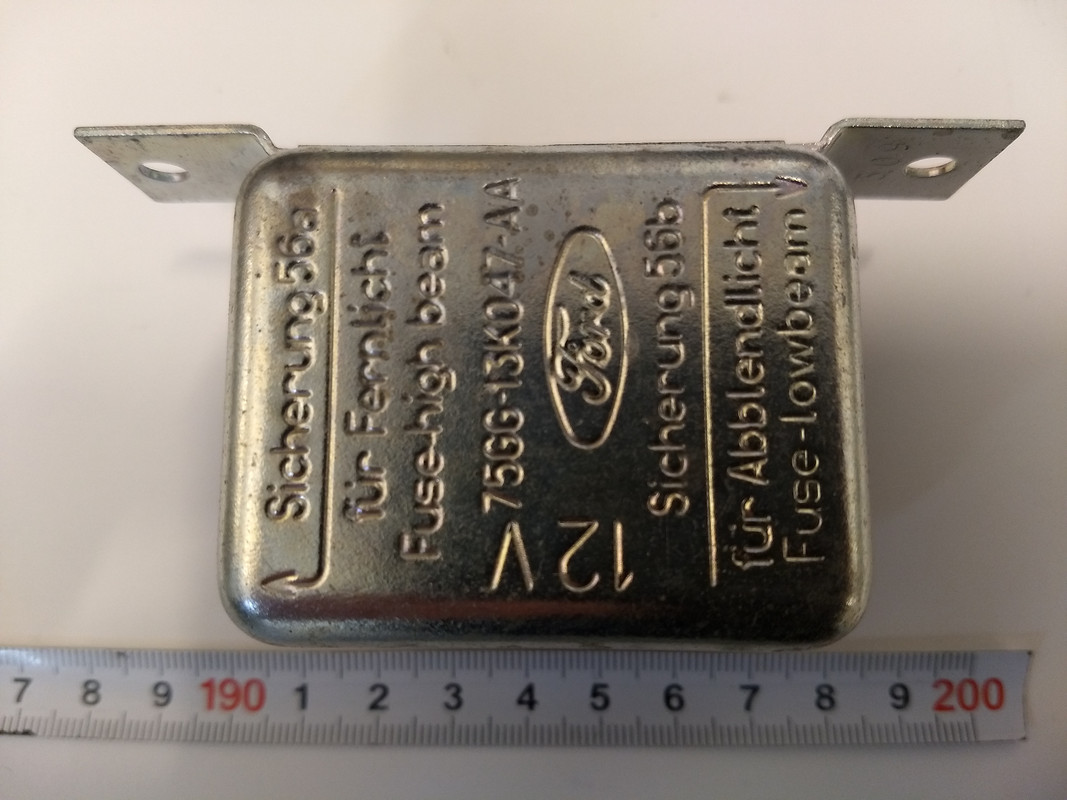 Sicherung 56a
für Fernlicht
Fuse-high beam
75GG-13K047-AA
Ford
12V
Sicherung 56b
für Abblendlicht
Fuse-lowbeam
7 8 9 190 1 2 3 4 5 6 7 8 9 200